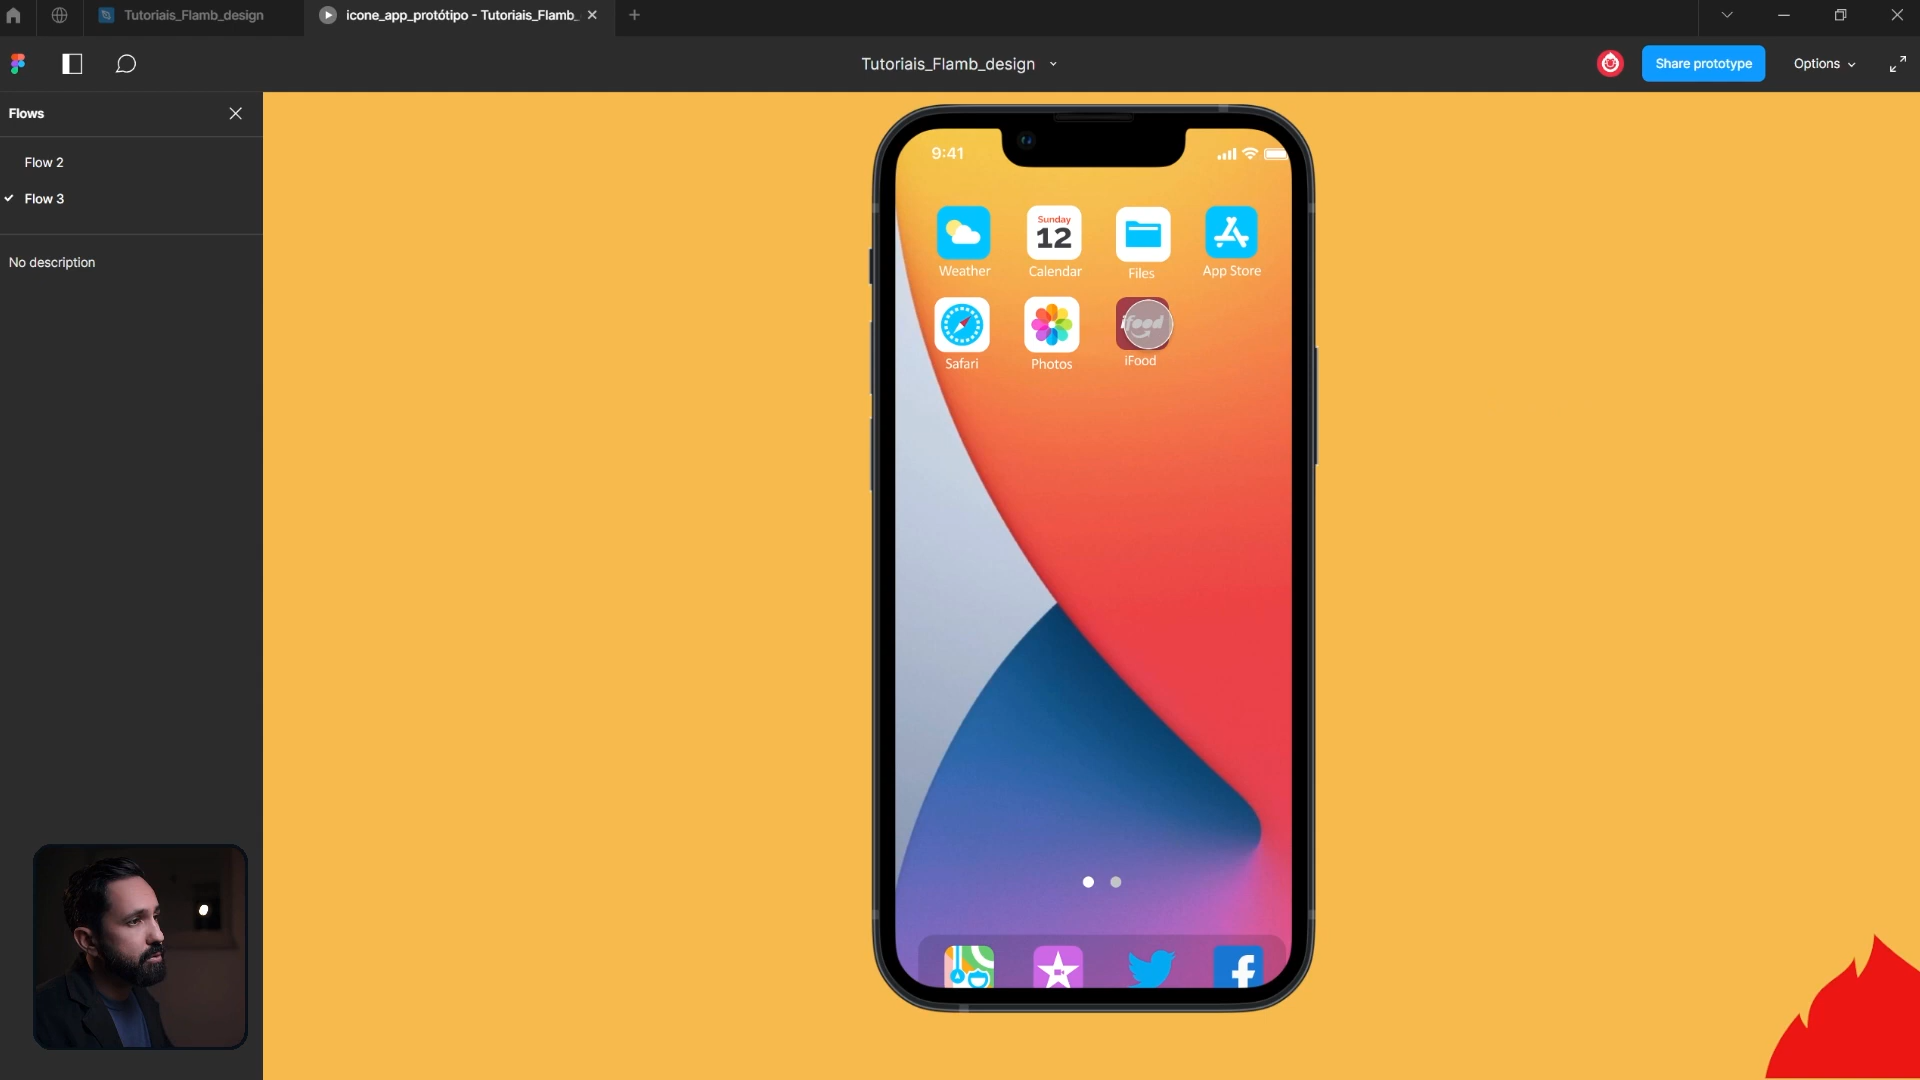 Tutoriais_Flamb_design
icone_app_protótipo - Tutoriais_Flamb_
Tutoriais_Flamb_design
Share prototype
Options
Flows
Flow 2
Flow 3
No description
9:41
Sunday
12
Weather
Calendar
Files
App Store
ifood
Safari
Photos
iFood